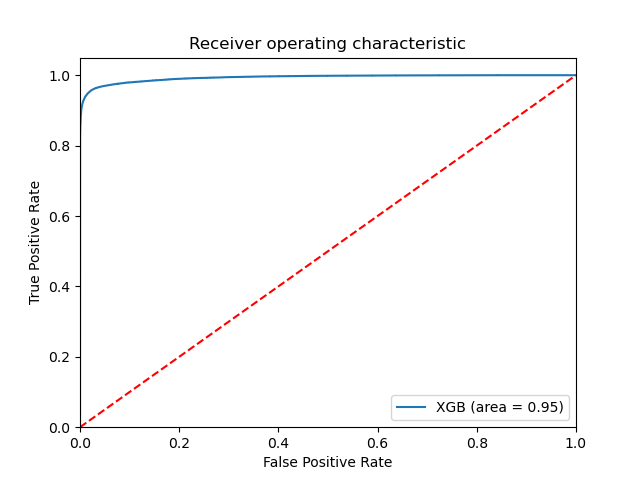 Receiver operating characteristic
True Positive Rate
1.0
0.8
0.6
0.4
0.2
0.0
XGB (area = 0.95)
0.0 0.2 0.4 0.6 0.8 1.0
False Positive Rate